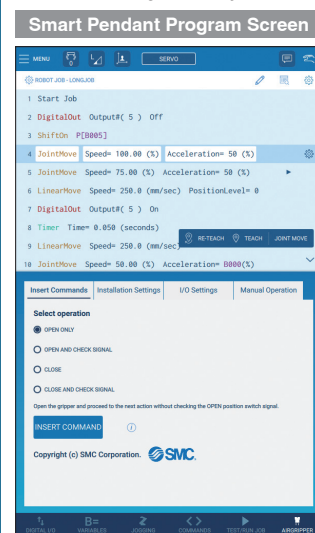 Smart Pendant Program Screen
MENU SERVO
ROBOT JOB - LONGJOB
1 Start Job
2 DigitalOut Output#( 5 ) Off
3 ShiftOn P[B005]
4 JointMove Speed= 100.00 (%) Acceleration= 50 (%)
5 JointMove Speed= 75.00 (%) Acceleration= 50 (%)
6 LinearMove Speed= 250.0 (mm/sec) PositionLevel= 0
7 DigitalOut Output#( 5 ) On
8 Timer Time= 0.050 (seconds)
RE-TEACH TEACH JOINT MOVE
9 LinearMove Speed= 250.0 (mm/sec)
10 JointMove Speed= 50.00 (%) Acceleration= B000(%)
Insert Commands Installation Settings I/O Settings Manual Operation
Select operation
OPEN ONLY
OPEN AND CHECK SIGNAL
CLOSE
CLOSE AND CHECK SIGNAL
Open the gripper and proceed to the next action without checking the OPEN position switch signal.
INSERT COMMAND
Copyright (c) SMC Corporation. SMC.
DIGITAL I/O VARIABLES JOGGING COMMANDS TEST/RUN JOB AIRGRIPPER